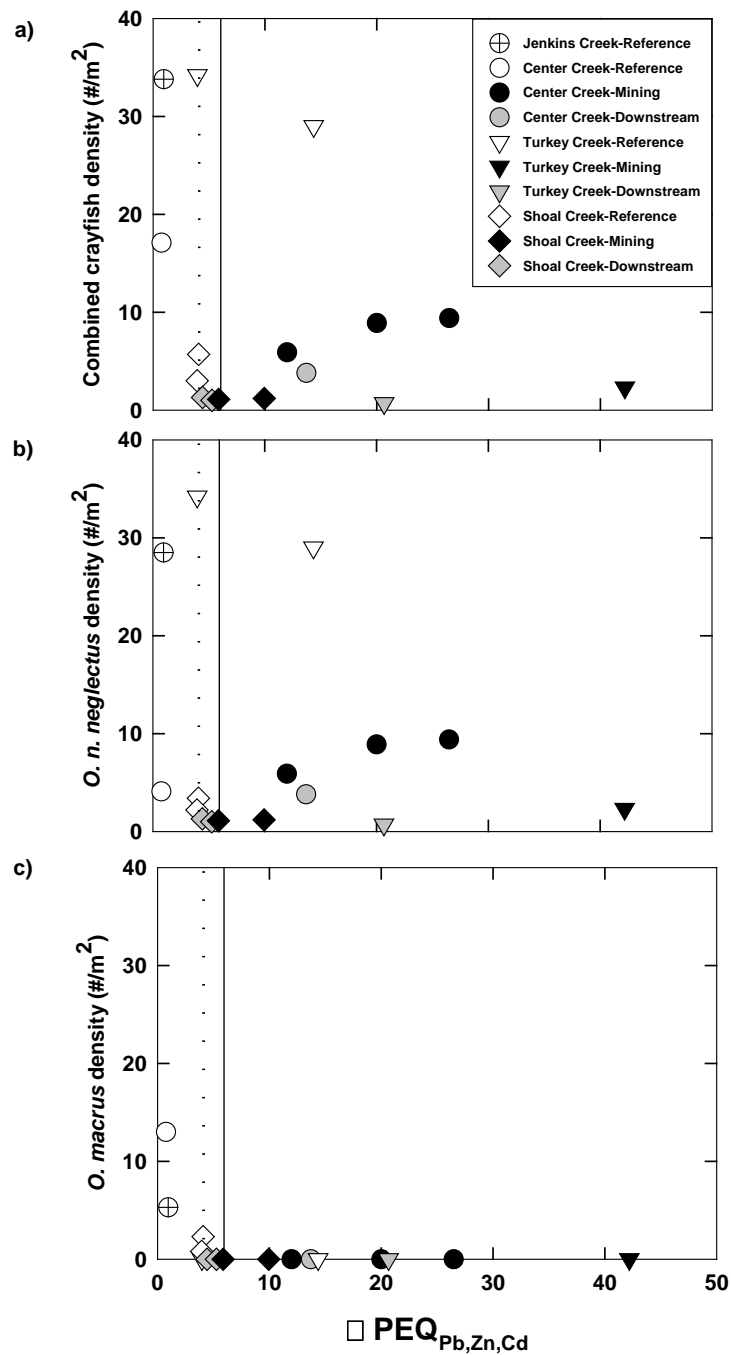 a)
Combined crayfish density (#/m²)
40
30
20
10
0
Jenkins Creek-Reference
Center Creek-Reference
Center Creek-Mining
Center Creek-Downstream
Turkey Creek-Reference
Turkey Creek-Mining
Turkey Creek-Downstream
Shoal Creek-Reference
Shoal Creek-Mining
Shoal Creek-Downstream
b)
O. n. neglectus density (#/m²)
40
30
20
10
0
c)
O. macrus density (#/m²)
40
30
20
10
0
0 10 20 30 40 50
□ PEQPb,Zn,Cd